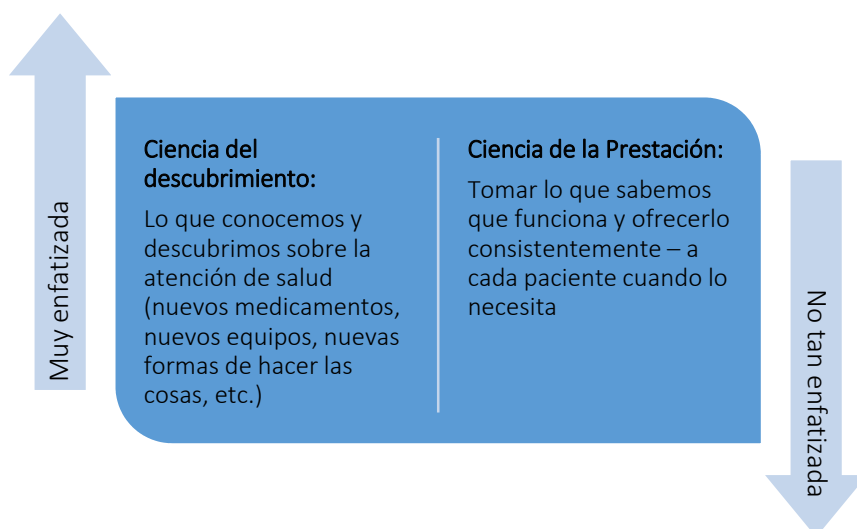 Muy enfatizada
Ciencia del
descubrimiento:
Lo que conocemos y
descubrimos sobre la
atención de salud
(nuevos medicamentos,
nuevos equipos, nuevas
formas de hacer las
cosas, etc.)
Ciencia de la Prestación:
Tomar lo que sabemos
que funciona y ofrecerlo
consistentemente – a
cada paciente cuando lo
necesita
No tan enfatizada